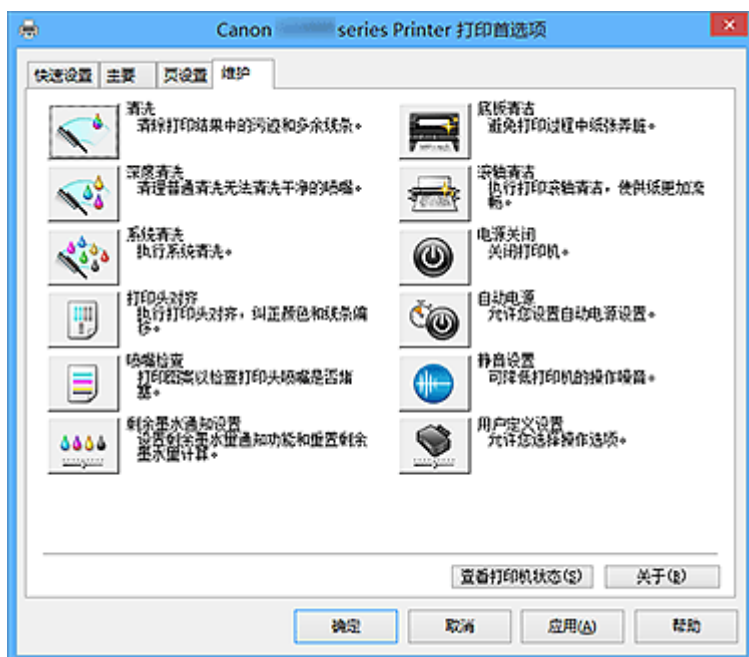 Canon series Printer 打印首选项
快速设置 主要 页设置 维护
清洗
清除打印结果中的污迹和多余线条。
深度清洗
清理普通清洗无法清洗干净的喷嘴。
系统清洗
执行系统清洗。
打印头对齐
执行打印头对齐，纠正颜色和线条偏
移。
喷嘴检查
打印图案以检查打印头喷嘴是否堵
塞。
剩余墨水通知设置
设置剩余墨水量通知功能和重置剩余
墨水量计算。
底板清洁
避免打印过程中纸张弄脏。
滚轴清洁
执行打印滚轴清洁，使供纸更加流
畅。
电源关闭
关闭打印机。
自动电源
允许您设置自动电源设置。
静音设置
可降低打印机的操作噪音。
用户定义设置
允许您选择操作选项。
查看打印机状态(S) 关于(B)
确定 取消 应用(A) 帮助